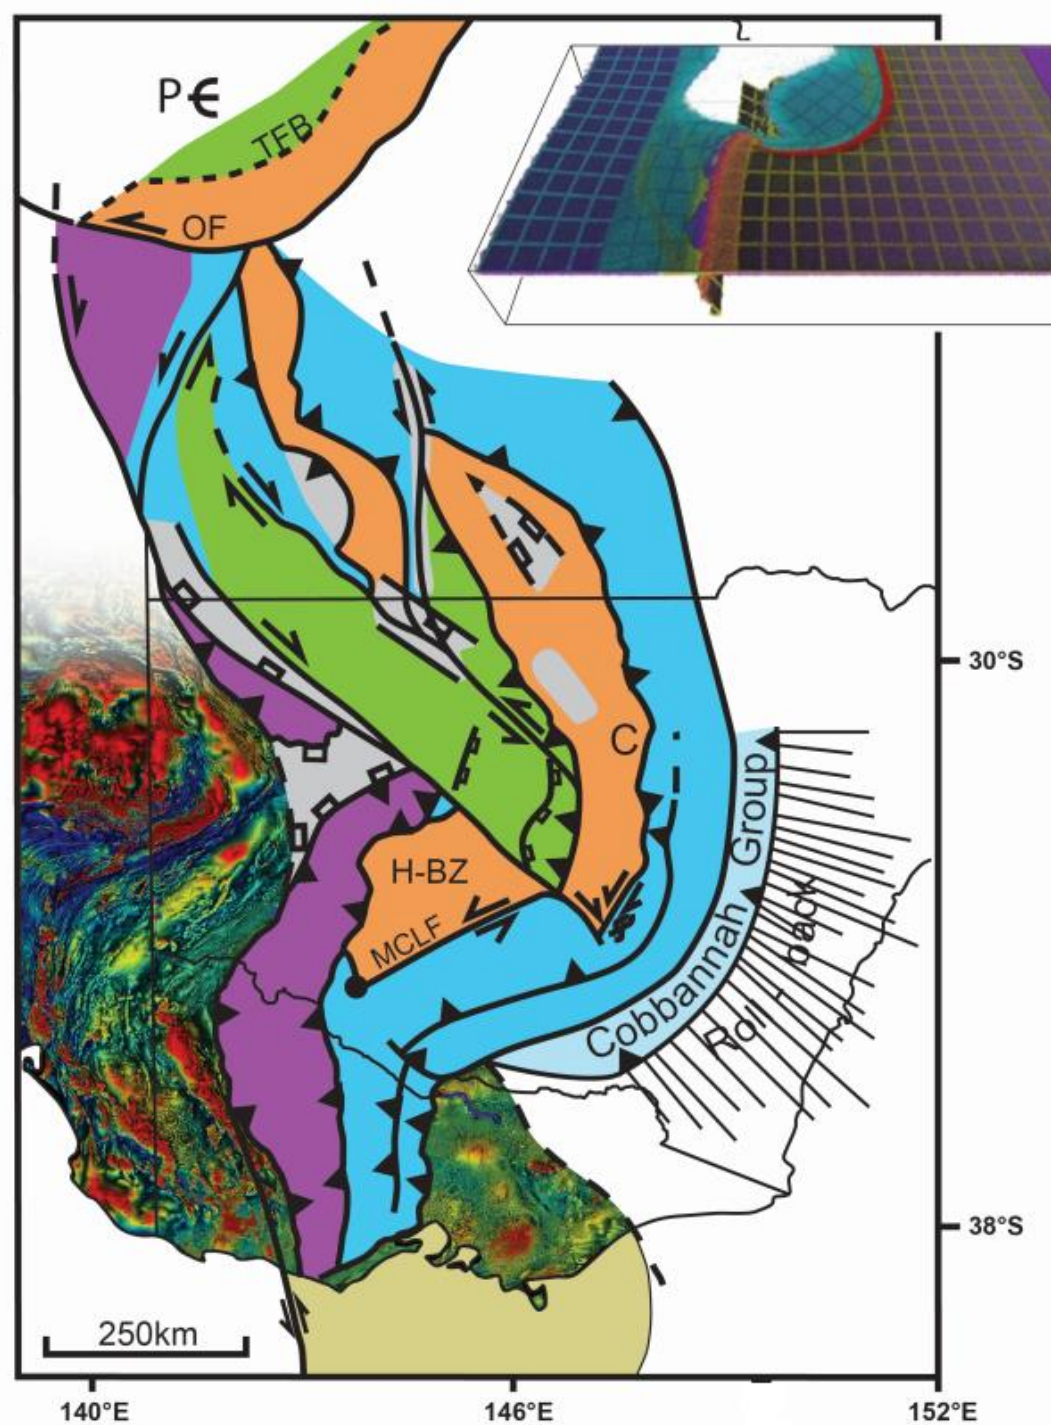 P€
TFB
OF
30°S
C
Cobbannah Group
H-BZ
MCLF
Roll - back
38°S
250km
140°E
146°E
152°E